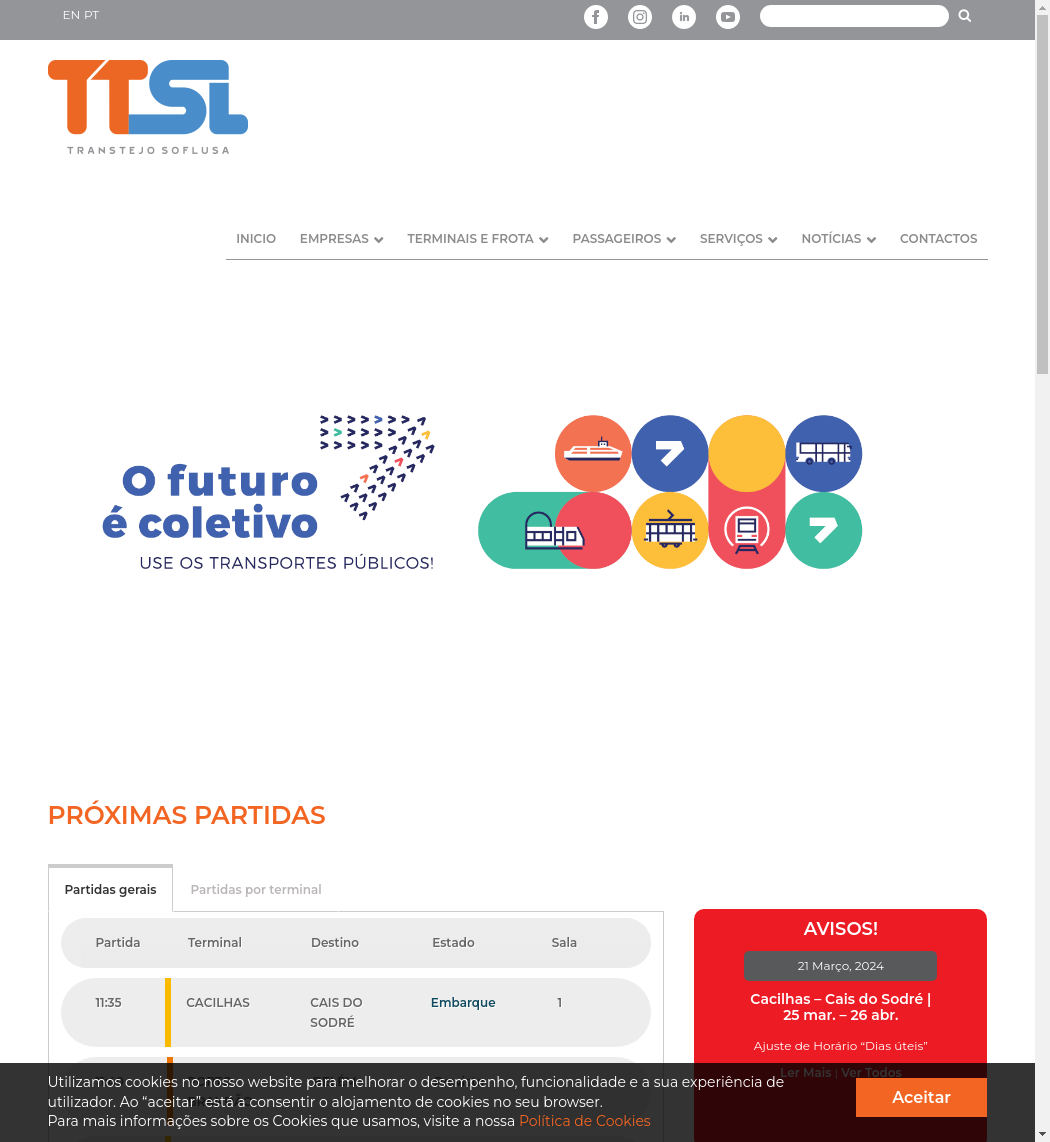 EN PT
TTSL
TRANSTEJO SOFLUSA
INICIO EMPRESAS TERMINAIS E FROTA PASSAGEIROS SERVIÇOS NOTÍCIAS CONTACTOS
O futuro
é coletivo
USE OS TRANSPORTES PÚBLICOS!
PRÓXIMAS PARTIDAS
Partidas gerais Partidas por terminal
Partida Terminal Destino Estado Sala
11:35 CACILHAS CAIS DO Embarque 1
SODRÉ
AVISOS!
21 Março, 2024
Cacilhas – Cais do Sodré |
25 mar. – 26 abr.
Ajuste de Horário “Dias úteis”
Ler Mais | Ver Todos
Utilizamos cookies no nosso website para melhorar o desempenho, funcionalidade e a sua experiência de
utilizador. Ao “aceitar” está a consentir o alojamento de cookies no seu browser.
Para mais informações sobre os Cookies que usamos, visite a nossa Política de Cookies
Aceitar